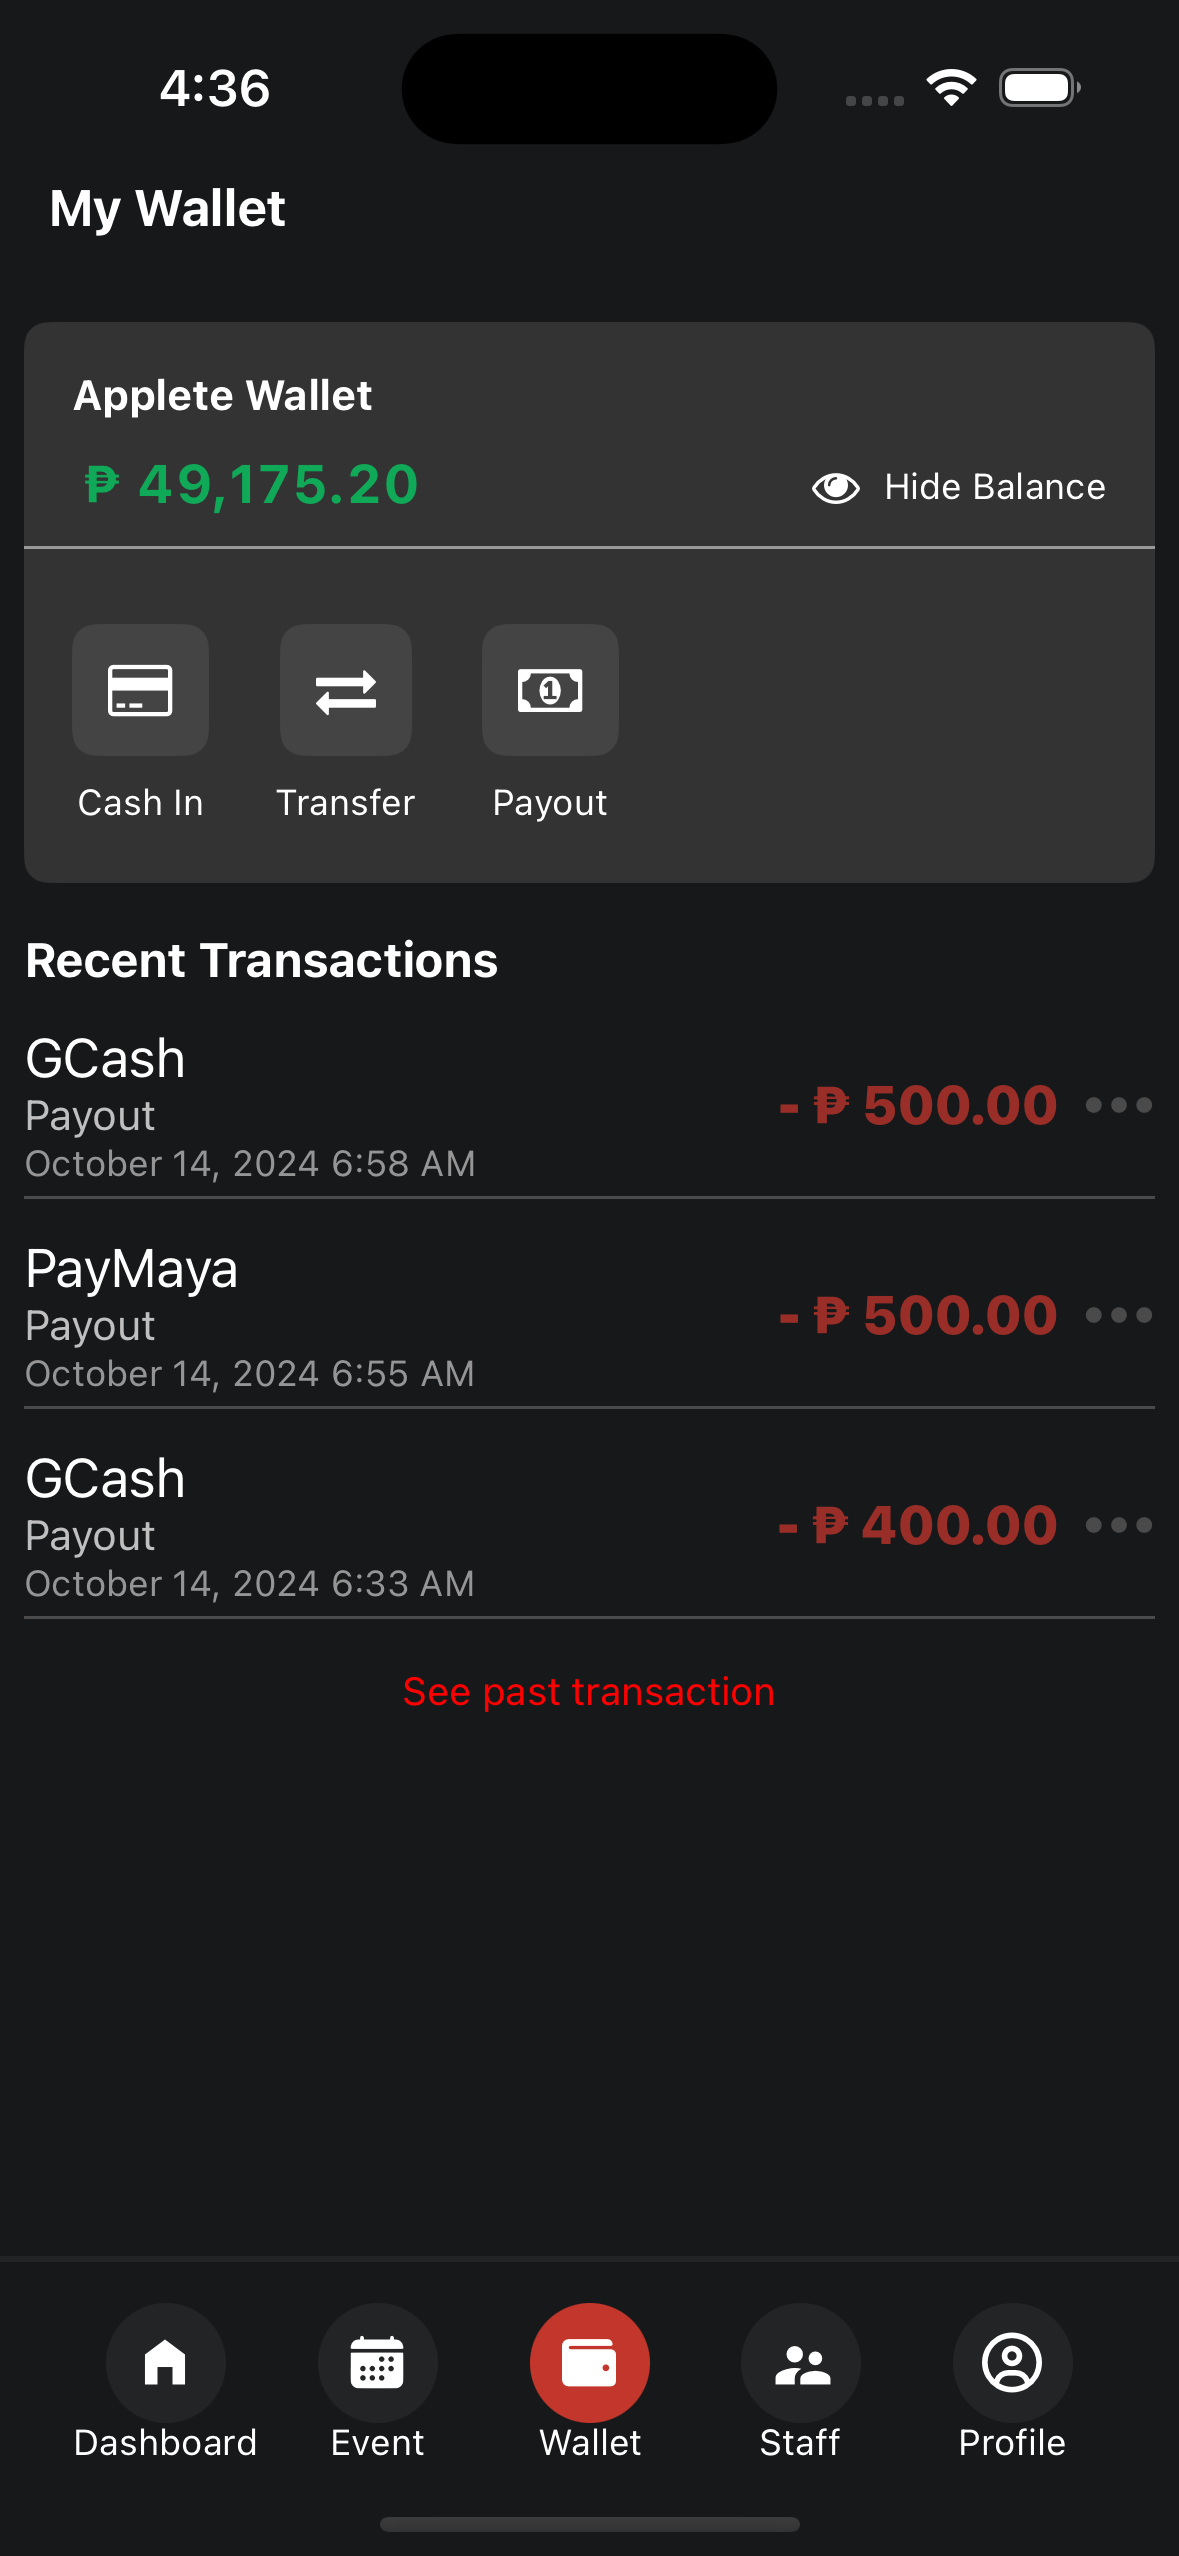 4:36
My Wallet
Applete Wallet
₱ 49,175.20
Hide Balance
Cash In
Transfer
Payout
Recent Transactions
GCash
Payout
October 14, 2024 6:58 AM
- ₱ 500.00
PayMaya
Payout
October 14, 2024 6:55 AM
- ₱ 500.00
GCash
Payout
October 14, 2024 6:33 AM
- ₱ 400.00
See past transaction
Dashboard
Event
Wallet
Staff
Profile